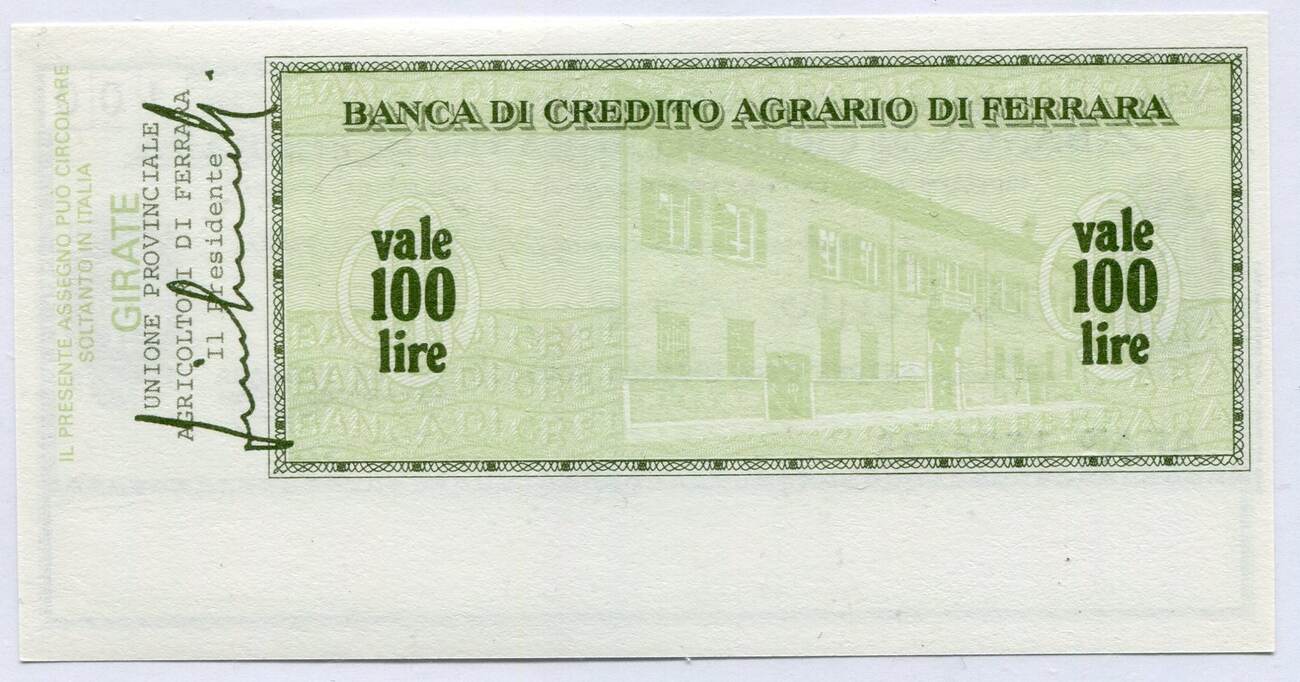 IL PRESENTE ASSEGNO PUÒ CIRCOLARE
SOLTANTO IN ITALIA
GIRATE
UNIONE PROVINCIALE
AGRICOLTORI DI FERRARA
Il Presidente
BANCA DI CREDITO AGRARIO DI FERRARA
vale
100
lire
vale
100
lire